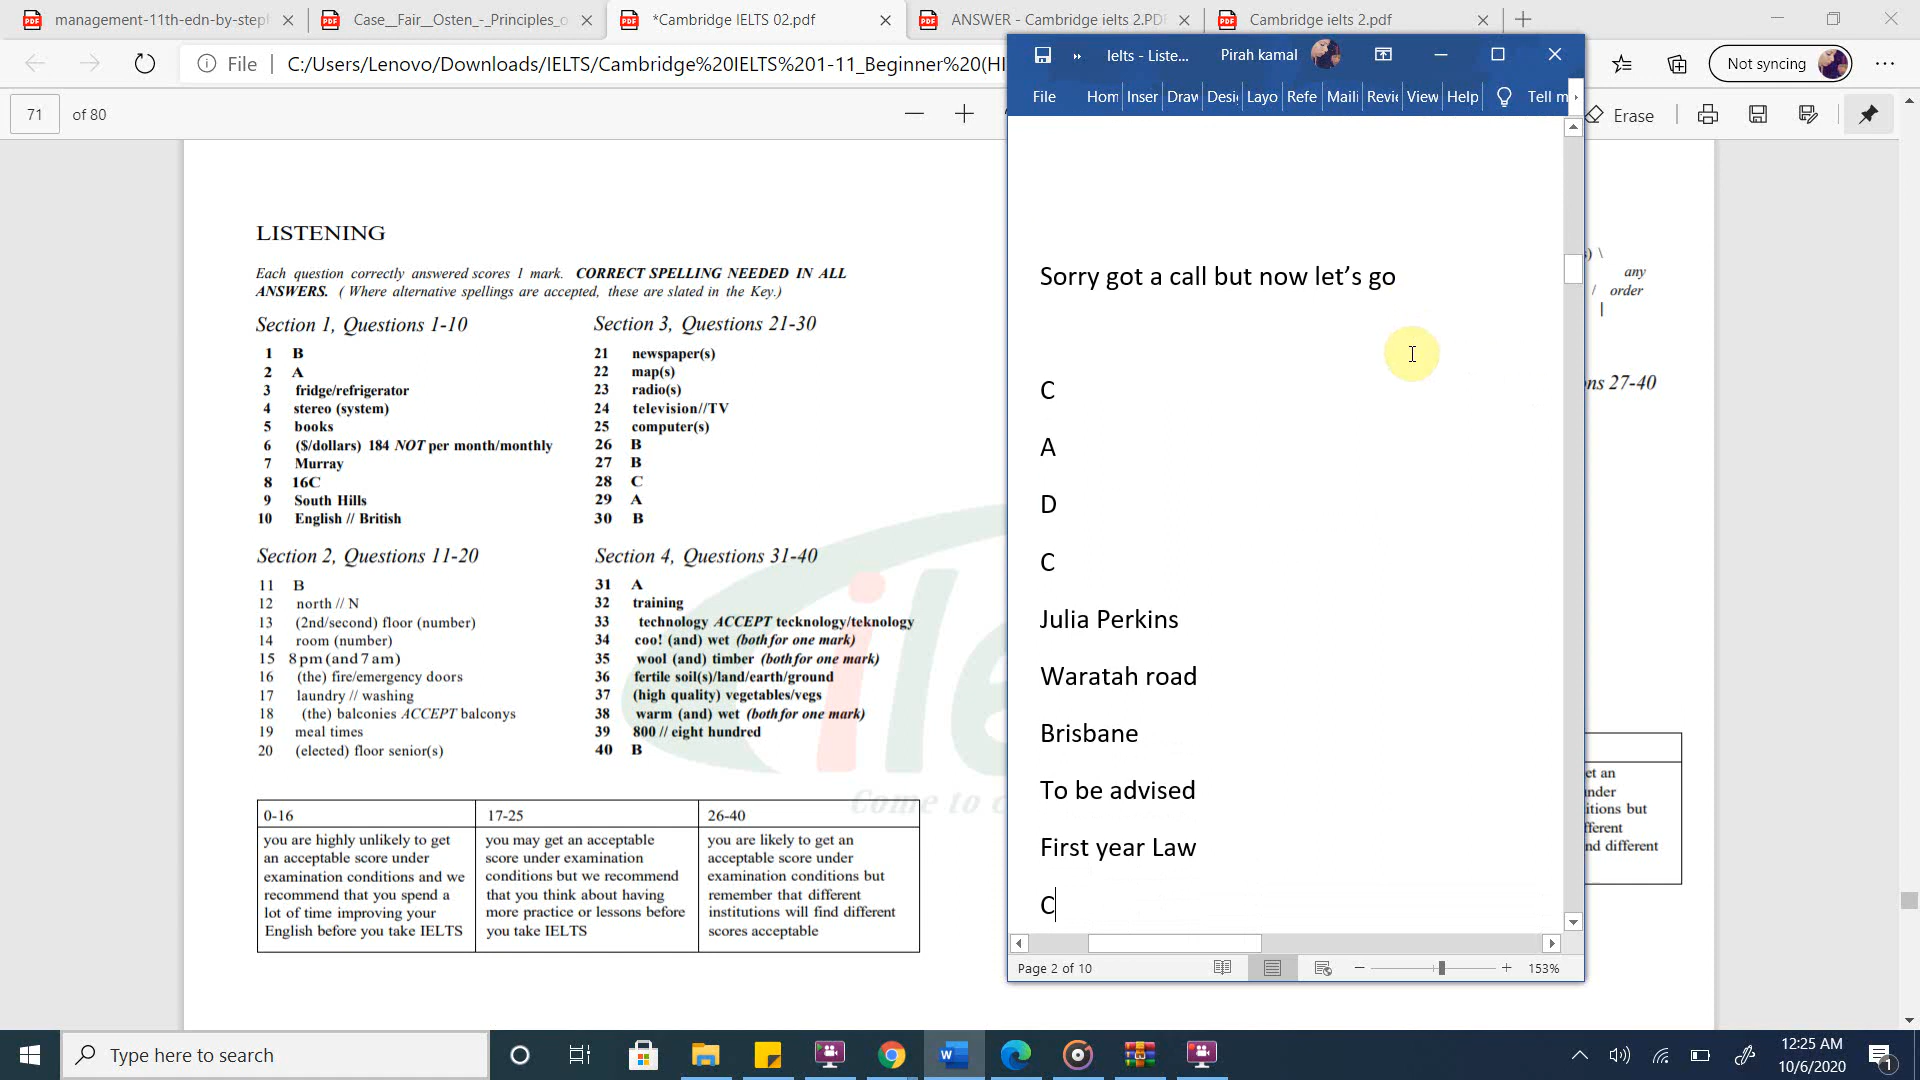 management-11th-edn-by-steph
Case__Fair__Osten_-_Principles_o
*Cambridge IELTS 02.pdf
ANSWER - Cambridge ielts 2.PDF
Cambridge ielts 2.pdf
File
C:/Users/Lenovo/Downloads/IELTS/Cambridge%20IELTS%201-11_Beginner%20(HI
Not syncing
71 of 80
Erase
Ielts - Liste...
Pirah kamal
File Hom Inser Draw Desi Layo Refe Maili Revie View Help Tell m
LISTENING
Each question correctly answered scores 1 mark. CORRECT SPELLING NEEDED IN ALL
ANSWERS. ( Where alternative spellings are accepted, these are slated in the Key.)
Section 1, Questions 1-10
1 B
2 A
3 fridge/refrigerator
4 stereo (system)
5 books
6 ($/dollars) 184 NOT per month/monthly
7 Murray
8 16C
9 South Hills
10 English // British
Section 2, Questions 11-20
11 B
12 north // N
13 (2nd/second) floor (number)
14 room (number)
15 8pm (and 7am)
16 (the) fire/emergency doors
17 laundry // washing
18 (the) balconies ACCEPT balconys
19 meal times
20 (elected) floor senior(s)
Section 3, Questions 21-30
21 newspaper(s)
22 map(s)
23 radio(s)
24 television//TV
25 computer(s)
26 B
27 B
28 C
29 A
30 B
Section 4, Questions 31-40
31 A
32 training
33 technology ACCEPT tecknology/teknology
34 coo! (and) wet (both for one mark)
35 wool (and) timber (both for one mark)
36 fertile soil(s)/land/earth/ground
37 (high quality) vegetables/vegs
38 warm (and) wet (both for one mark)
39 800 // eight hundred
40 B
0-16
you are highly unlikely to get
an acceptable score under
examination conditions and we
recommend that you spend a
lot of time improving your
English before you take IELTS
17-25
you may get an acceptable
score under examination
conditions but we recommend
that you think about having
more practice or lessons before
you take IELTS
26-40
you are likely to get an
acceptable score under
examination conditions but
remember that different
institutions will find different
scores acceptable
Come to
Sorry got a call but now let’s go
C
A
D
C
Julia Perkins
Waratah road
Brisbane
To be advised
First year Law
C
Page 2 of 10
153%
any
order
ns 27-40
et an
nder
itions but
fferent
nd different
Type here to search
12:25 AM
10/6/2020
1